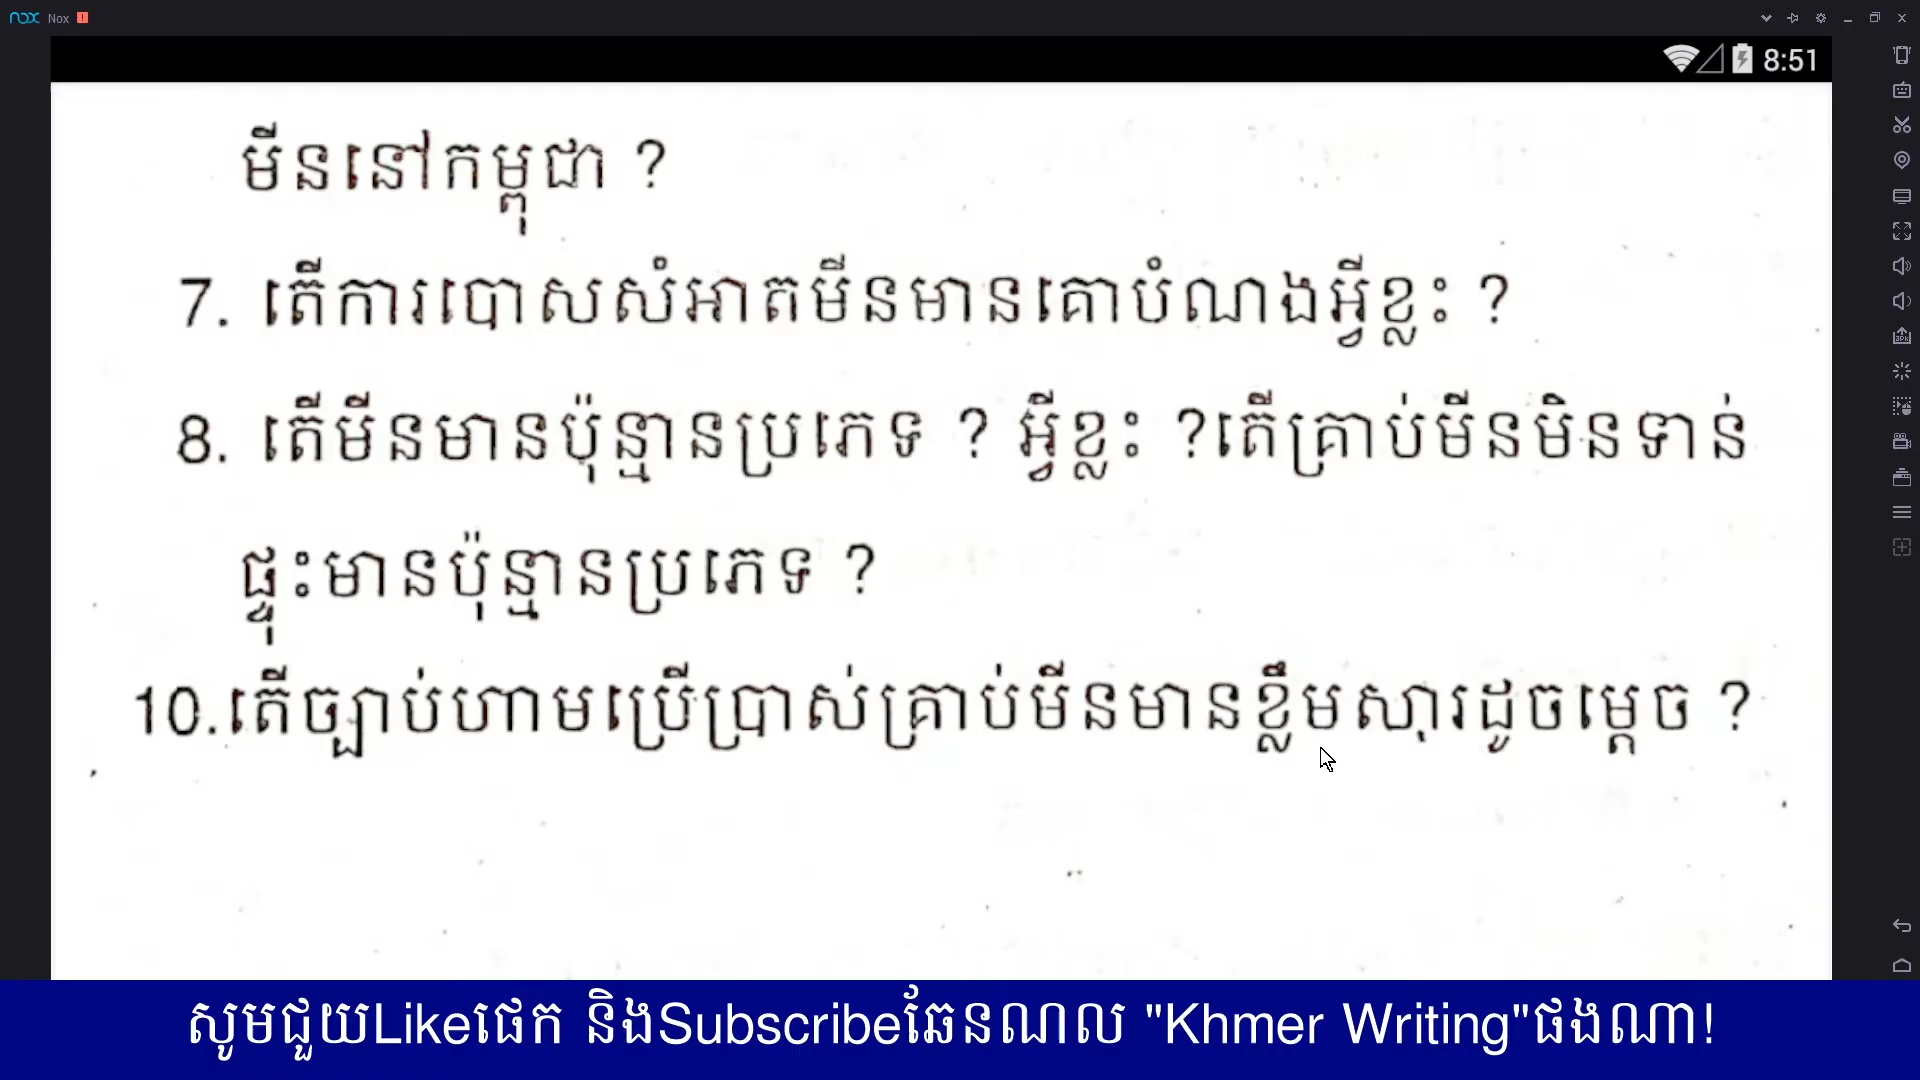 Nox
8:51
មីននៅកម្ពុជា ?
7. តើការបោសសំអាតមីនមានគោបំណងអ្វីខ្លះ ?
8. តើមីនមានប៉ុន្មានប្រភេទ ? អ្វីខ្លះ ?តើគ្រាប់មីនមិនទាន់
ផ្ទុះមានប៉ុន្មានប្រភេទ ?
10.តើច្បាប់ហាមប្រើប្រាស់គ្រាប់មីនមានខ្លឹមសារដូចម្ដេច ?
សូមជួយLikeផេក និងSubscribeឆែនណល "Khmer Writing"ផងណា!